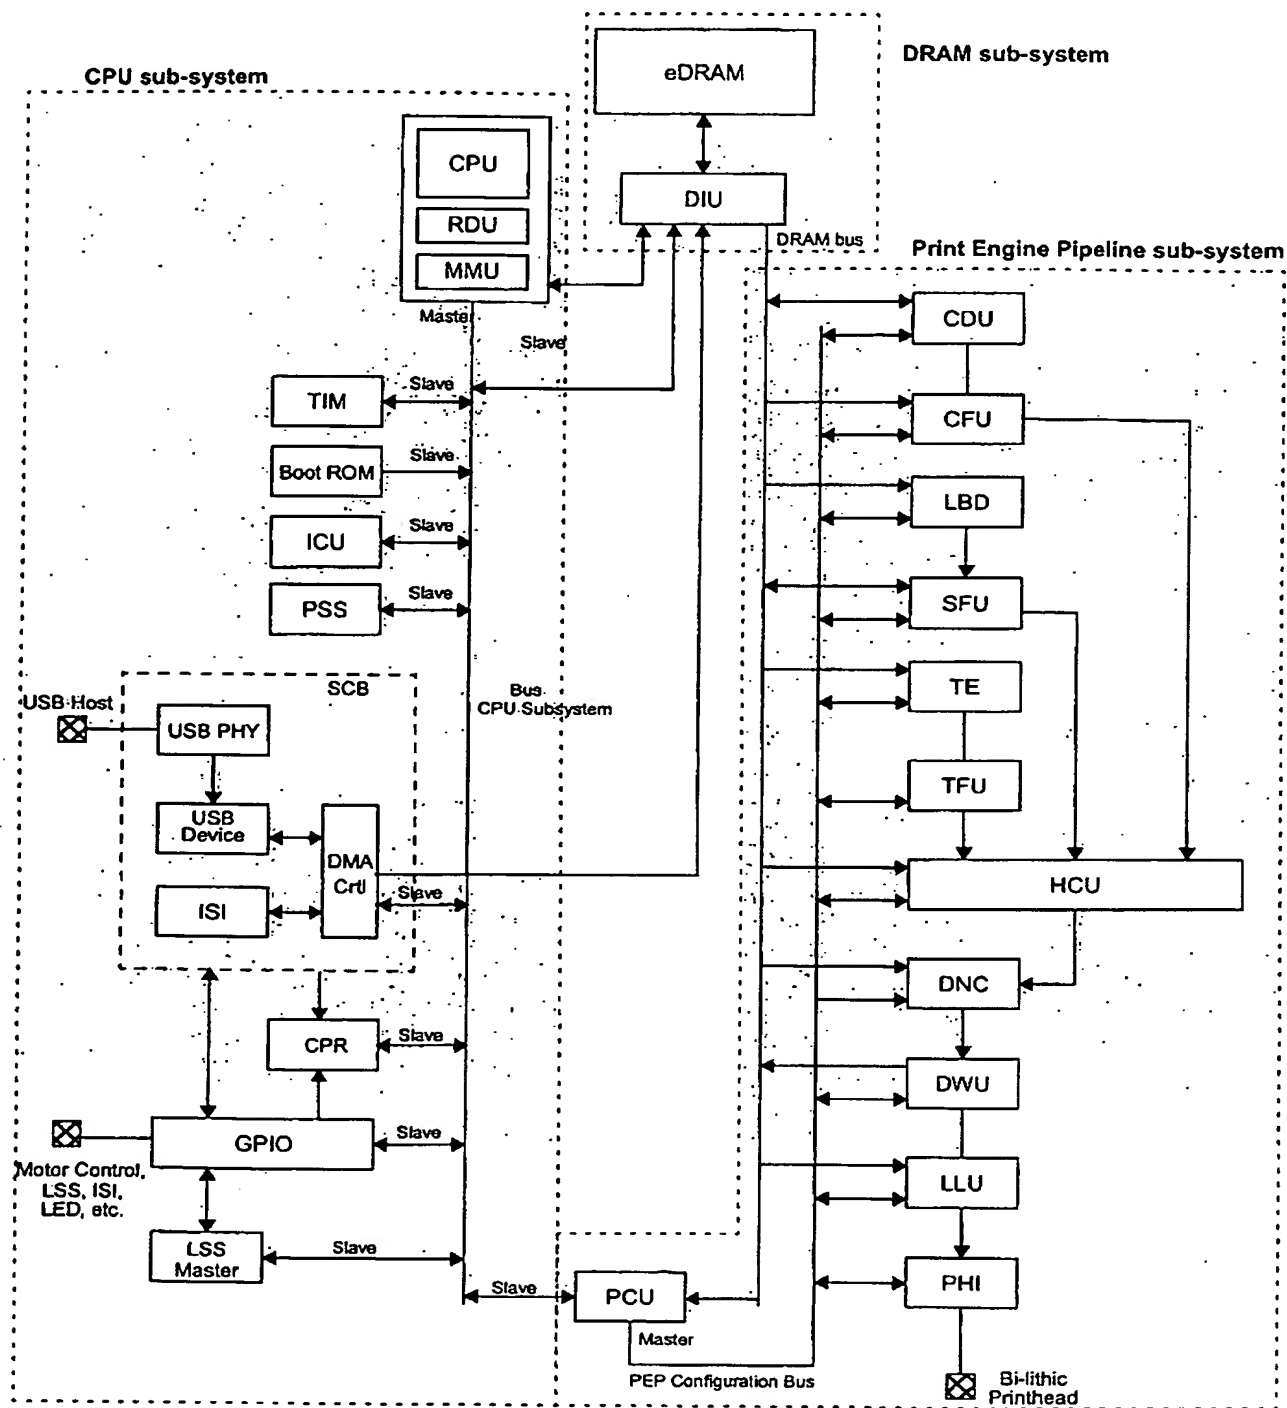 CPU sub-system
eDRAM
DRAM sub-system
CPU
RDU
MMU
Master
DIU
DRAM bus
Print Engine Pipeline sub-system
Slave
TIM
Slave
Boot ROM
Slave
ICU
Slave
PSS
Slave
Bus
CPU Subsystem
SCB
USB Host
USB PHY
USB
Device
ISI
DMA
Crtl
Slave
CPR
Slave
GPIO
Slave
Motor Control,
LSS, ISI,
LED, etc.
LSS
Master
Slave
Slave
PCU
Master
PEP Configuration Bus
CDU
CFU
LBD
SFU
TE
TFU
HCU
DNC
DWU
LLU
PHI
Bi-lithic
Printhead